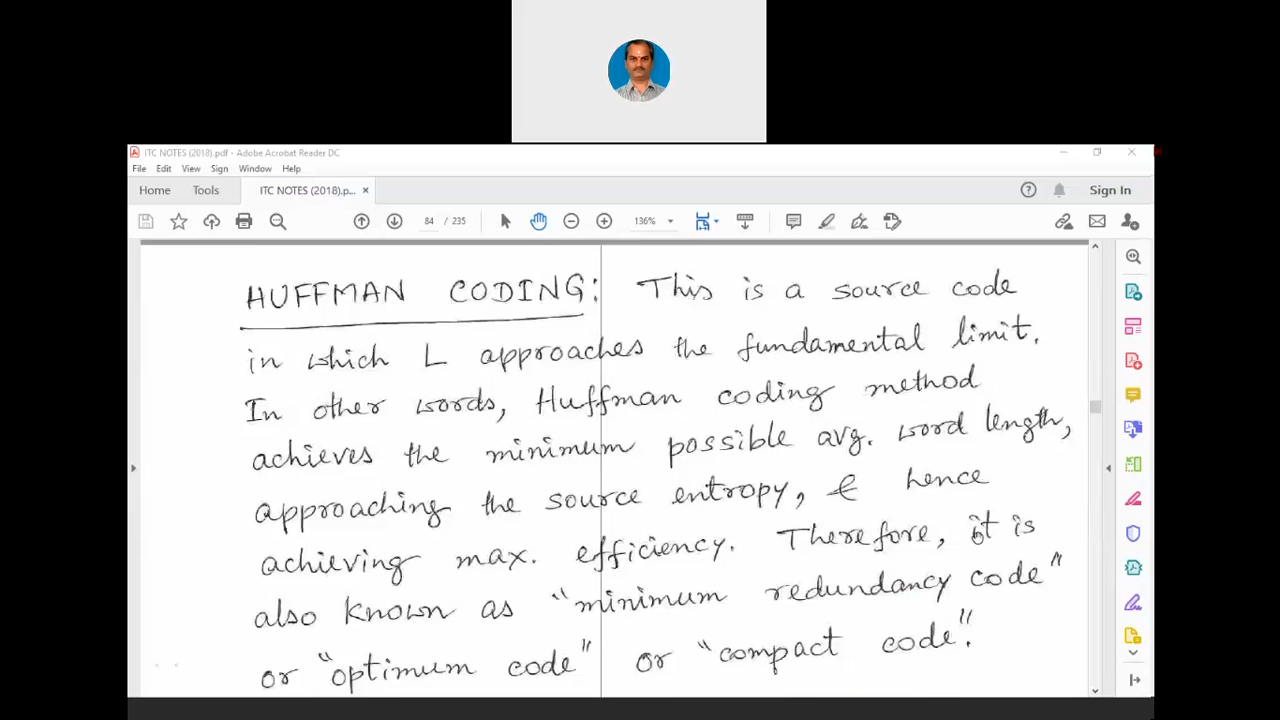 ITC NOTES (2018).pdf - Adobe Acrobat Reader DC
File Edit View Sign Window Help
Home Tools ITC NOTES (2018).p... × Sign In
84 / 235 136%
HUFFMAN CODING: This is a source code
in which L approaches the fundamental limit.
In other words, Huffman coding method
achieves the minimum possible avg. word length,
approaching the source entropy, & hence
achieving max. efficiency. Therefore, it is
also known as "minimum redundancy code"
or "optimum code" or "compact code".